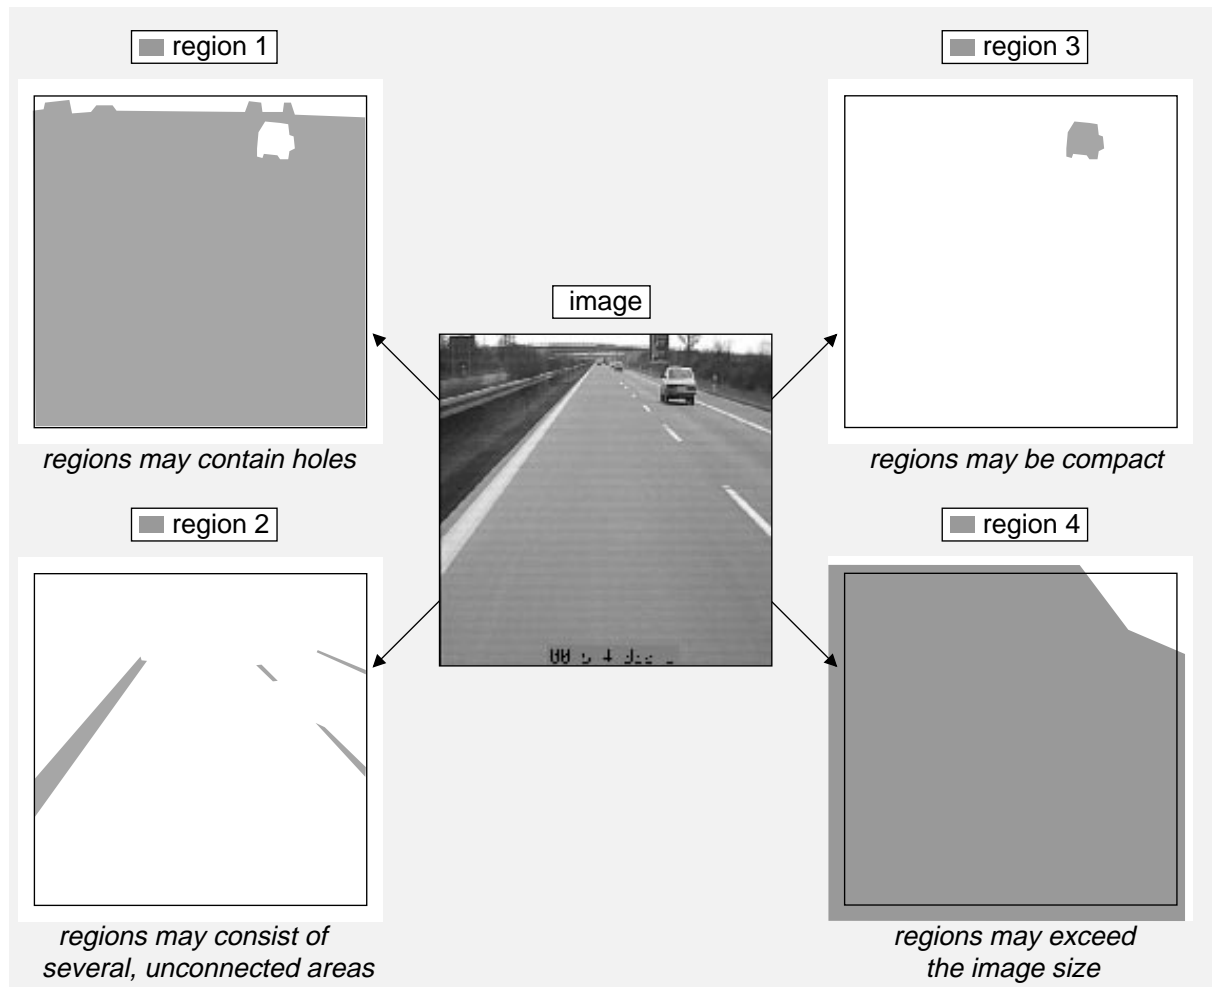 region 1
regions may contain holes
region 3
regions may be compact
image
region 2
regions may consist of
several, unconnected areas
region 4
regions may exceed
the image size